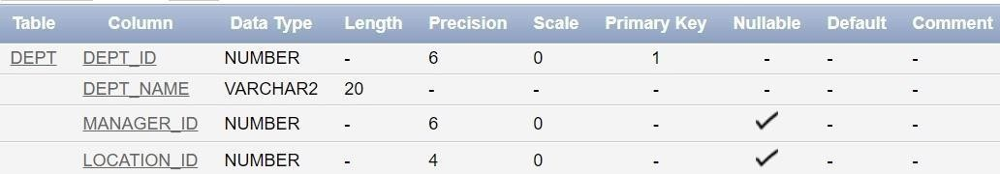 Table Column Data Type Length Precision Scale Primary Key Nullable Default Comment
DEPT DEPT_ID NUMBER - 6 0 1 - - -
DEPT_NAME VARCHAR2 20 - - - - - -
MANAGER_ID NUMBER - 6 0 - ✓ - -
LOCATION_ID NUMBER - 4 0 - ✓ - -